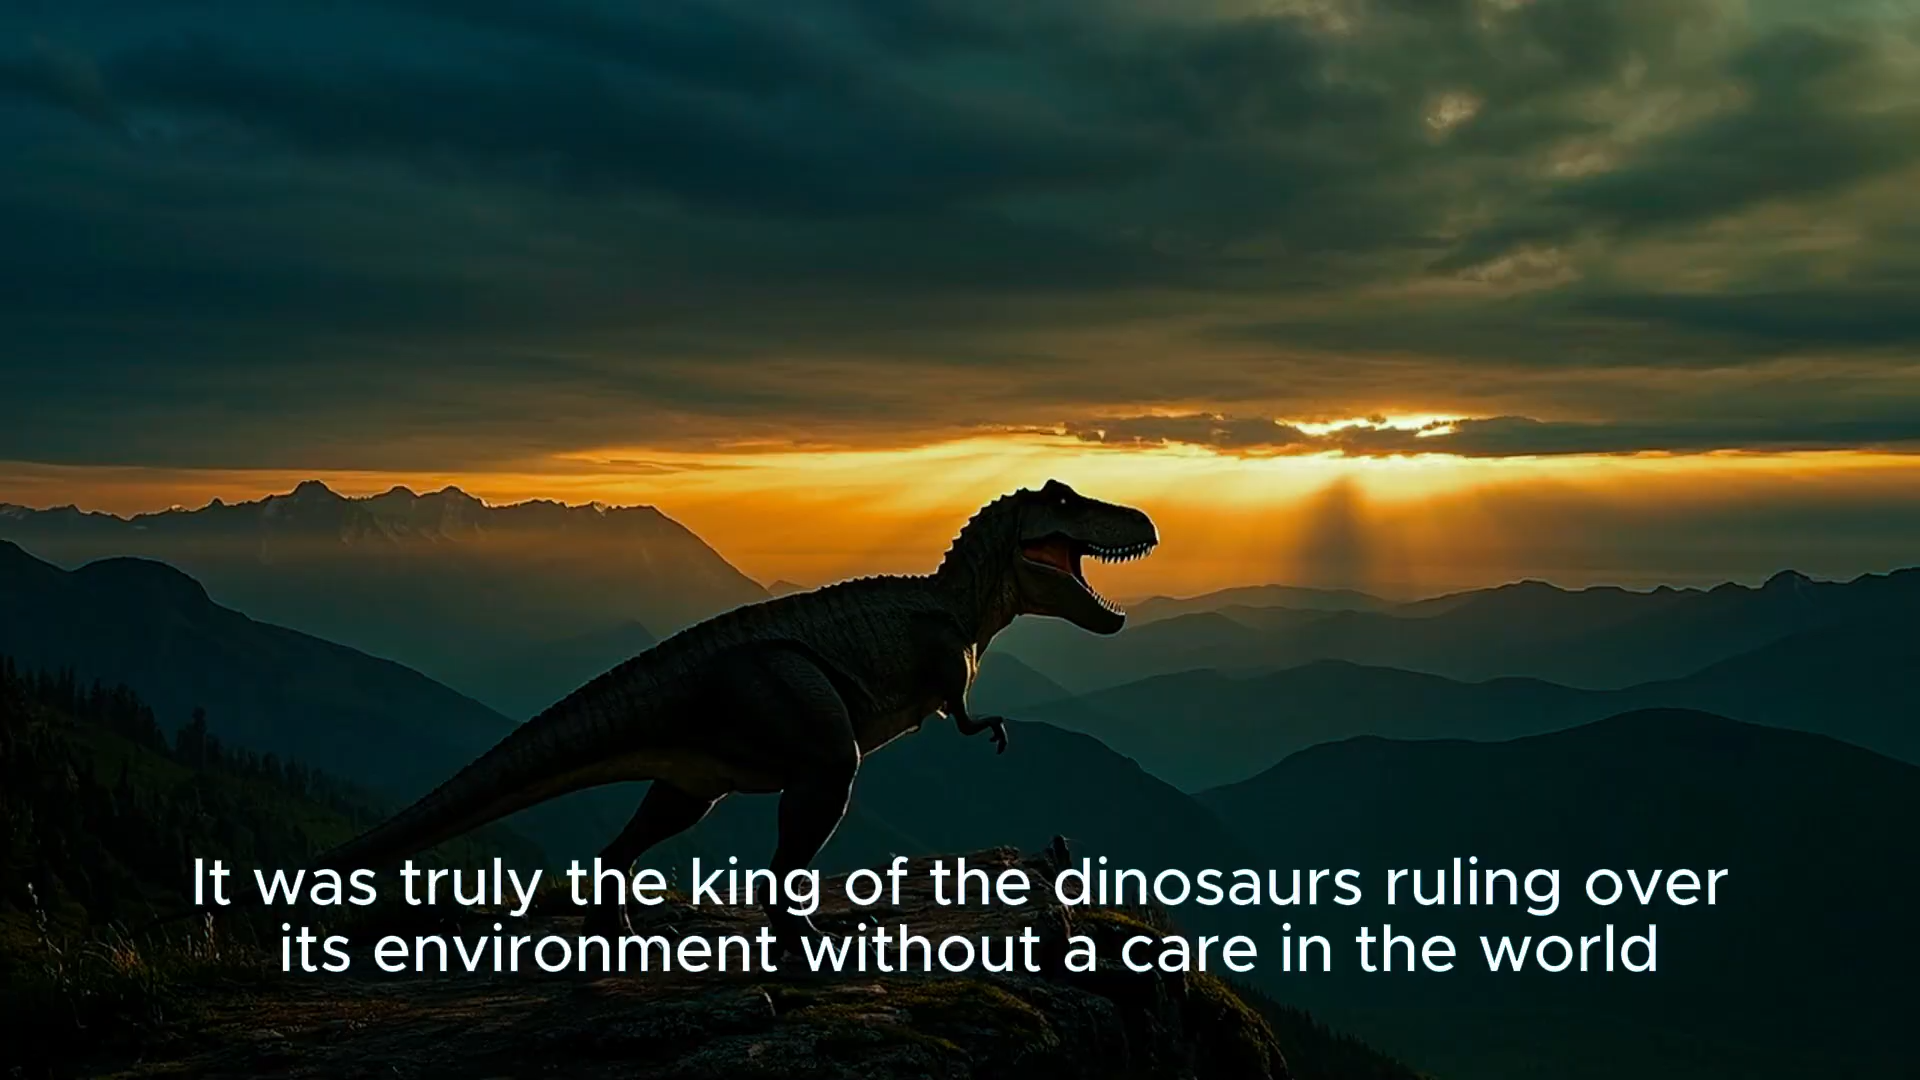 It was truly the king of the dinosaurs ruling over
its environment without a care in the world